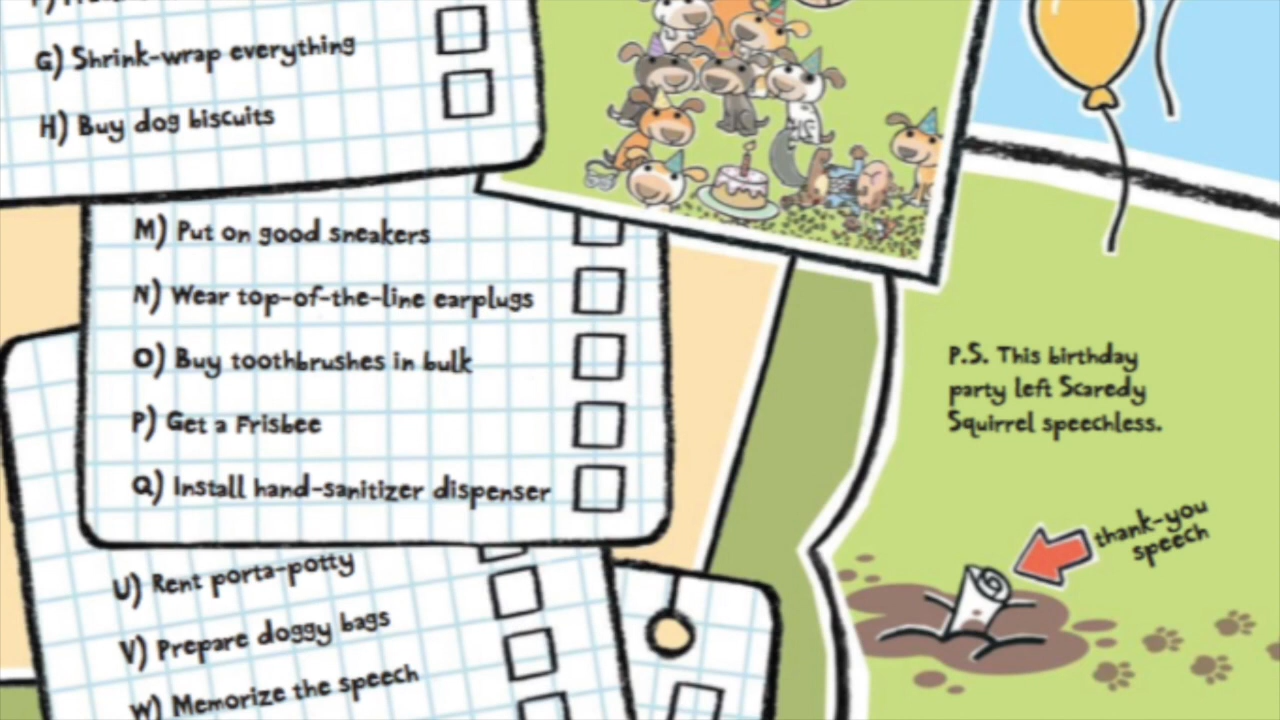 G) Shrink-wrap everything
H) Buy dog biscuits
M) Put on good sneakers
N) Wear top-of-the-line earplugs
O) Buy toothbrushes in bulk
P) Get a Frisbee
Q) Install hand-sanitizer dispenser
U) Rent porta-potty
V) Prepare doggy bags
W) Memorize the speech
P.S. This birthday
party left Scaredy
Squirrel speechless.
thank-you
speech